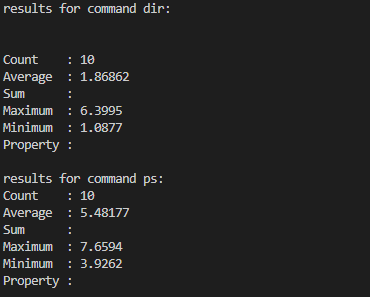 results for command dir:
Count    : 10
Average  : 1.86862
Sum      :
Maximum  : 6.3995
Minimum  : 1.0877
Property :
results for command ps:
Count    : 10
Average  : 5.48177
Sum      :
Maximum  : 7.6594
Minimum  : 3.9262
Property :